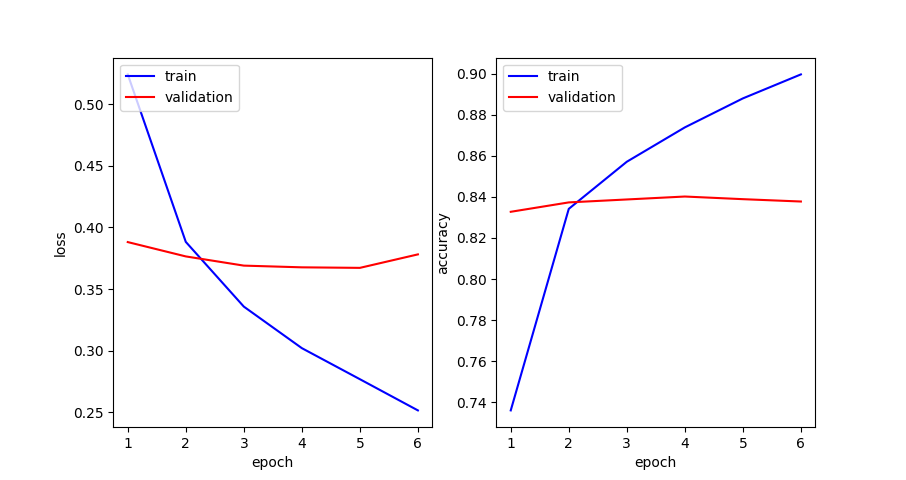 train
validation
0.50
0.45
0.40
0.35
0.30
0.25
loss
1 2 3 4 5 6
epoch
train
validation
0.90
0.88
0.86
0.84
0.82
0.80
0.78
0.76
0.74
accuracy
1 2 3 4 5 6
epoch